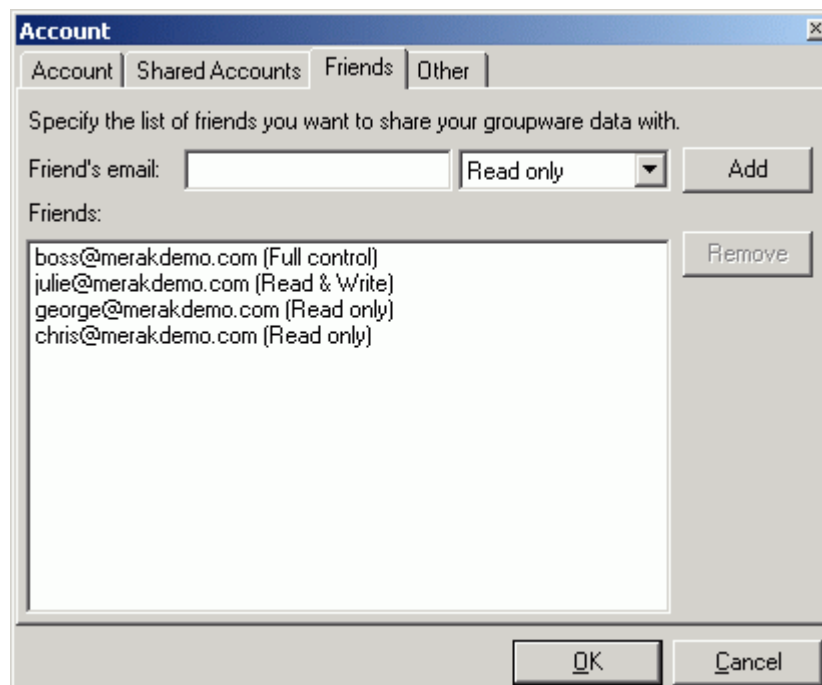 Account
Account Shared Accounts Friends Other
Specify the list of friends you want to share your groupware data with.
Friend's email: Read only Add
Friends:
Remove
boss@merakdemo.com (Full control)
julie@merakdemo.com (Read & Write)
george@merakdemo.com (Read only)
chris@merakdemo.com (Read only)
OK Cancel